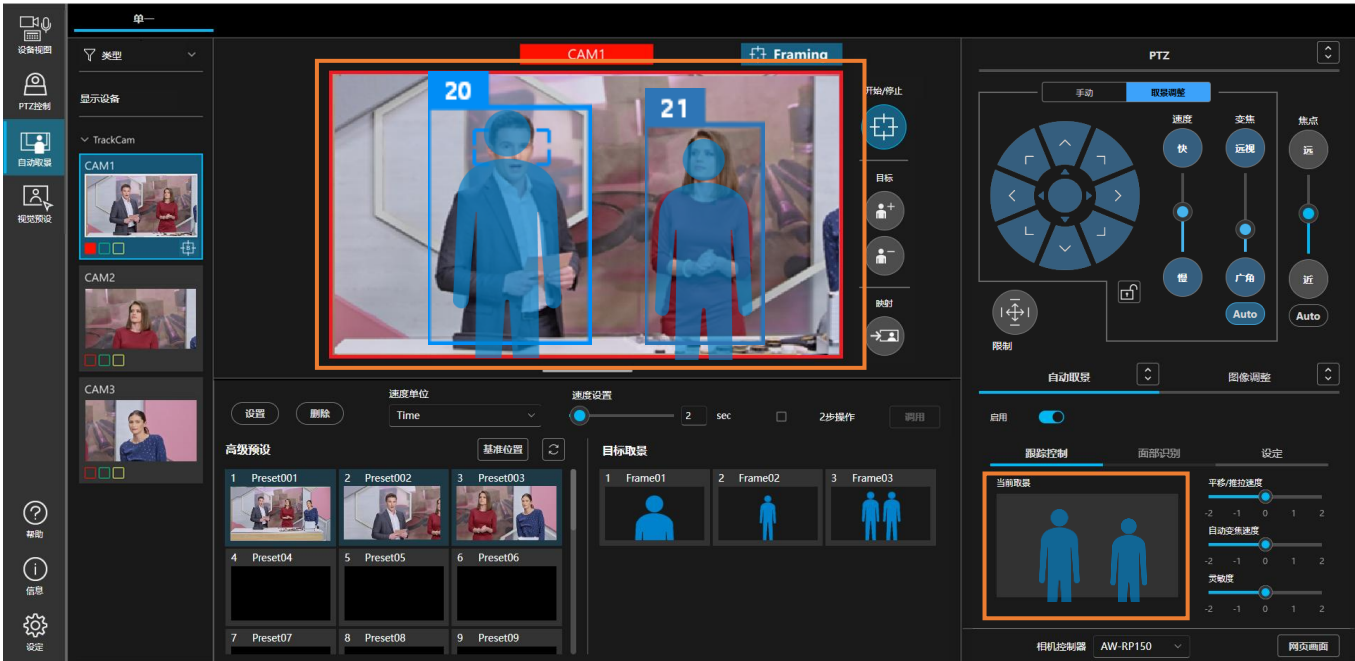 单一
设备视图
PTZ控制
自动取景
视觉预设
帮助
信息
设定
类型
显示设备
TrackCam
CAM1
CAM2
CAM3
CAM1
Framing
20
21
开始/停止
目标
映射
设置
删除
速度单位
Time
速度设置
2 sec
2步操作
调用
高级预设
基准位置
1 Preset001
2 Preset002
3 Preset003
4 Preset04
5 Preset05
6 Preset06
7 Preset07
8 Preset08
9 Preset09
目标取景
1 Frame01
2 Frame02
3 Frame03
PTZ
手动
取景调整
速度
变焦
焦点
快
远视
远
慢
广角
近
Auto
Auto
限制
自动取景
图像调整
启用
跟踪控制
面部识别
设定
当前取景
平移/推拉速度
-2 -1 0 1 2
自动变焦速度
-2 -1 0 1 2
灵敏度
-2 -1 0 1 2
相机控制器
AW-RP150
网页画面